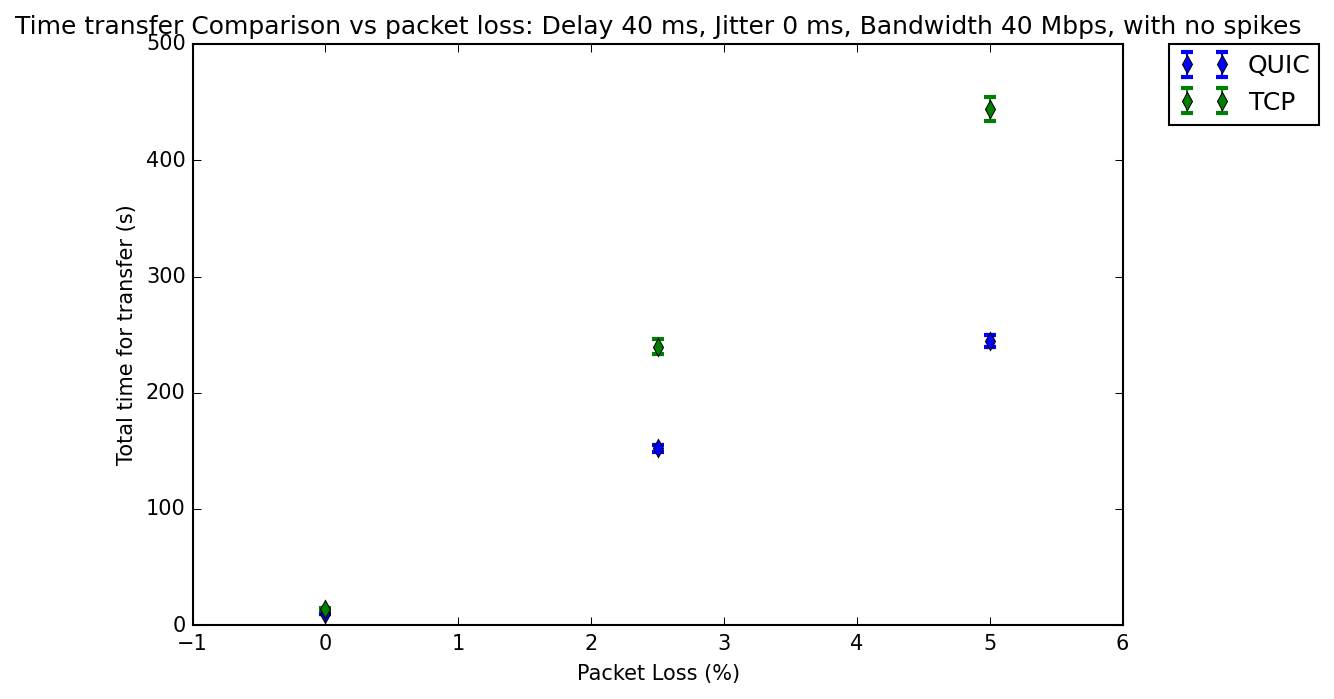 Time transfer Comparison vs packet loss: Delay 40 ms, Jitter 0 ms, Bandwidth 40 Mbps, with no spikes
QUIC
TCP
Total time for transfer (s)
500
400
300
200
100
0
−1 0 1 2 3 4 5 6
Packet Loss (%)